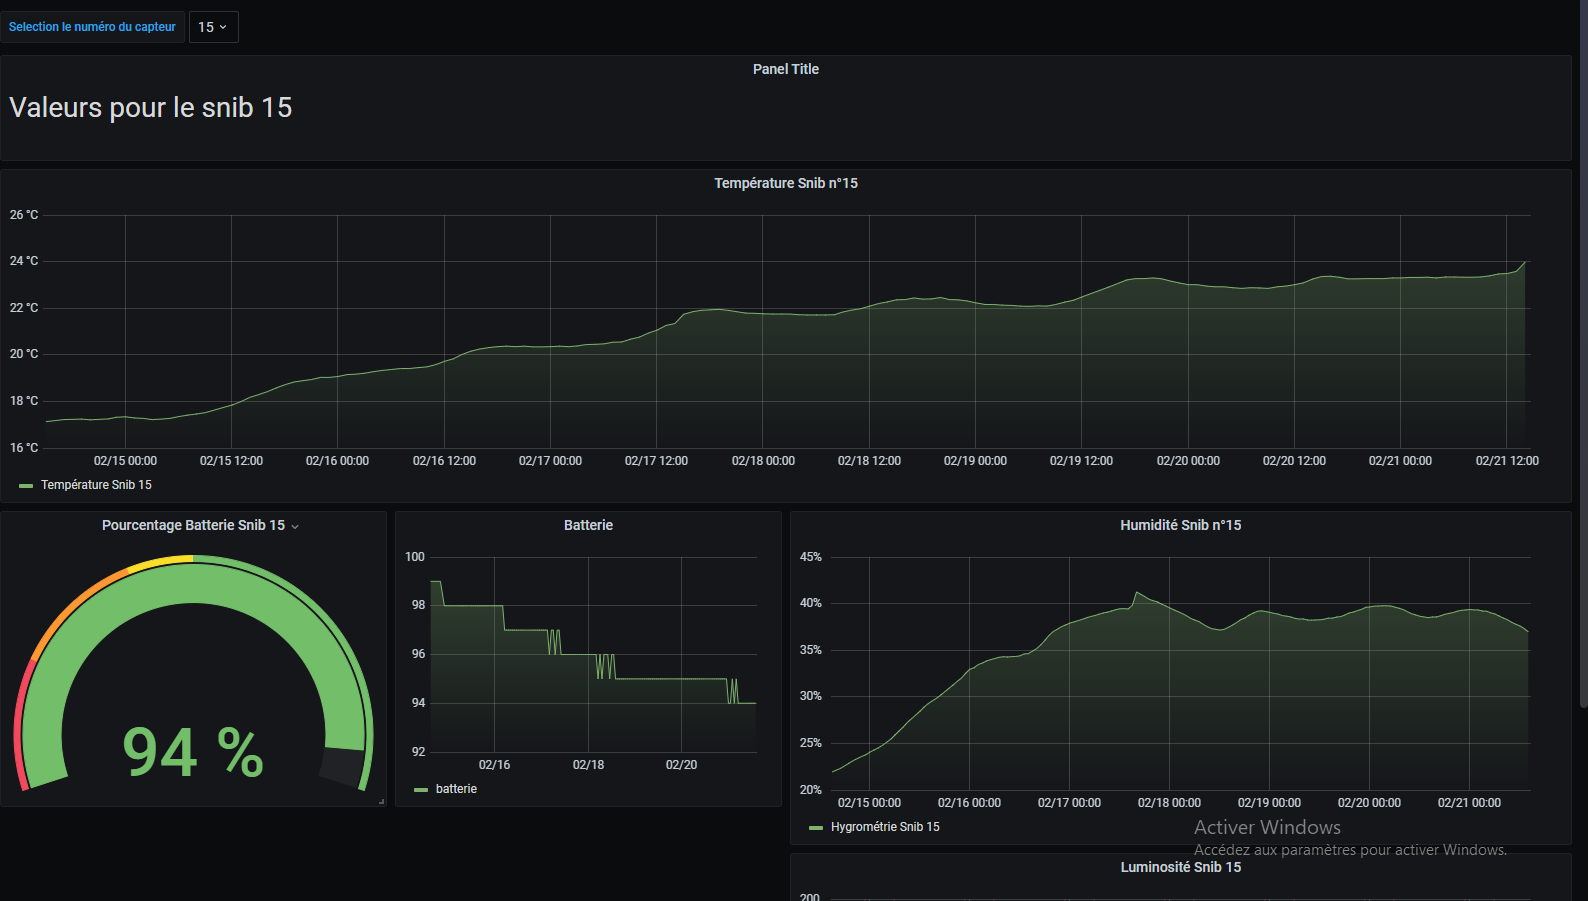 Selection le numéro du capteur 15
Panel Title
Valeurs pour le snib 15
Température Snib n°15
26 °C
24 °C
22 °C
20 °C
18 °C
16 °C
02/15 00:00 02/15 12:00 02/16 00:00 02/16 12:00 02/17 00:00 02/17 12:00 02/18 00:00 02/18 12:00 02/19 00:00 02/19 12:00 02/20 00:00 02/20 12:00 02/21 00:00 02/21 12:00
Température Snib 15
Pourcentage Batterie Snib 15
94 %
Batterie
100
98
96
94
92
02/16 02/18 02/20
batterie
Humidité Snib n°15
45%
40%
35%
30%
25%
20%
02/15 00:00 02/16 00:00 02/17 00:00 02/18 00:00 02/19 00:00 02/20 00:00 02/21 00:00
Hygrométrie Snib 15
Activer Windows
Accédez aux paramètres pour activer Windows.
Luminosité Snib 15
200